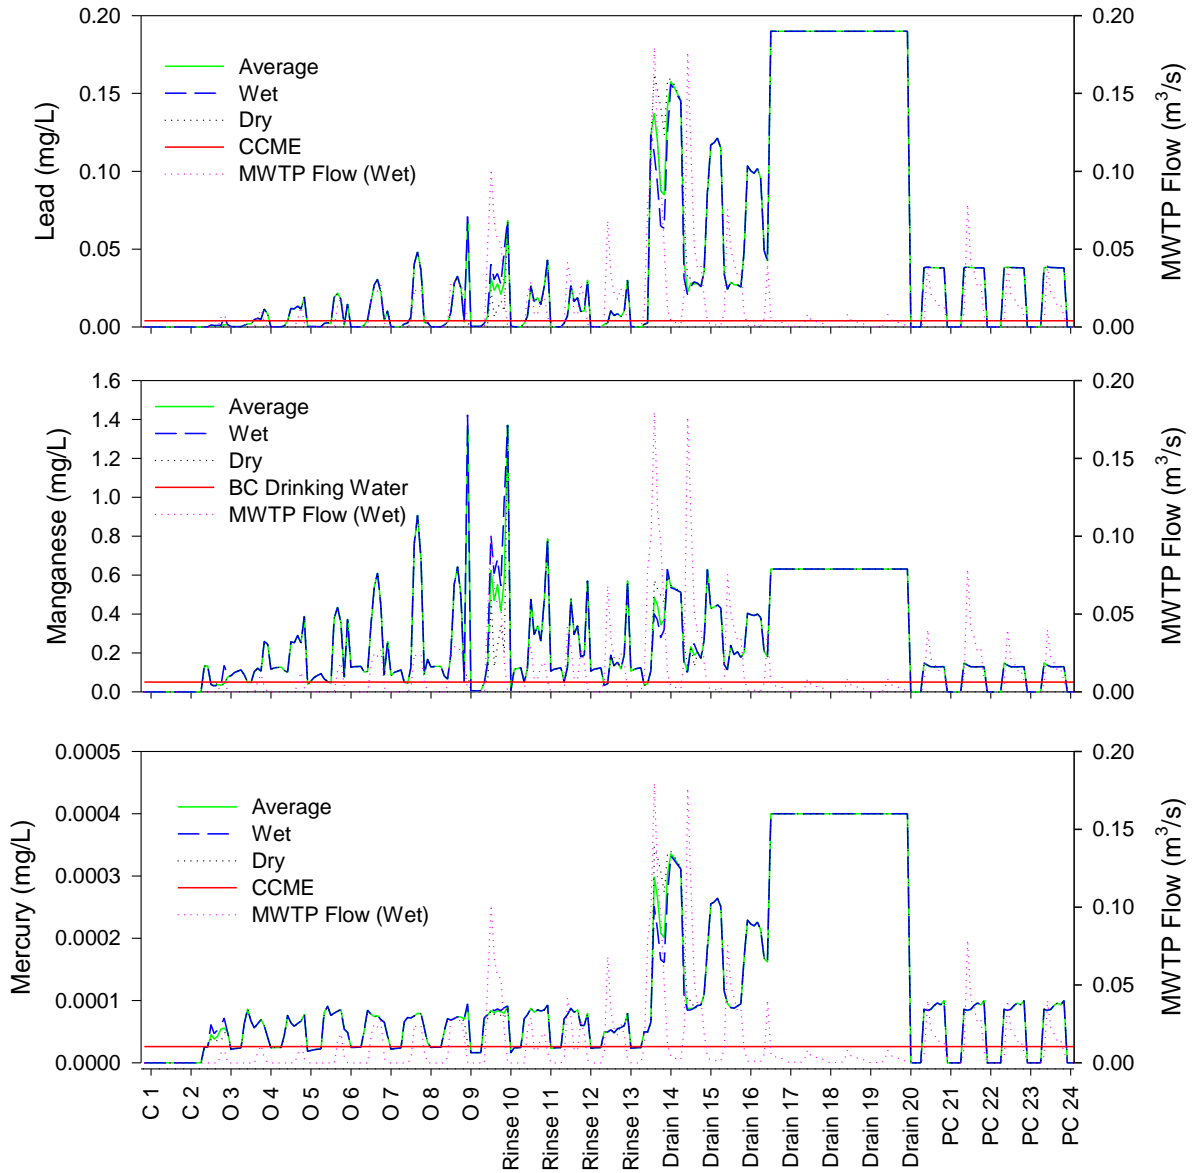 Lead (mg/L)
0.20
0.15
0.10
0.05
0.00
Average
Wet
Dry
CCME
MWTP Flow (Wet)
0.20
0.15
0.10
0.05
0.00
MWTP Flow (m³/s)
Manganese (mg/L)
1.6
1.4
1.2
1.0
0.8
0.6
0.4
0.2
0.0
Average
Wet
Dry
BC Drinking Water
MWTP Flow (Wet)
0.20
0.15
0.10
0.05
0.00
MWTP Flow (m³/s)
Mercury (mg/L)
0.0005
0.0004
0.0003
0.0002
0.0001
0.0000
Average
Wet
Dry
CCME
MWTP Flow (Wet)
0.20
0.15
0.10
0.05
0.00
MWTP Flow (m³/s)
C 1
C 2
O 3
O 4
O 5
O 6
O 7
O 8
O 9
Rinse 10
Rinse 11
Rinse 12
Rinse 13
Drain 14
Drain 15
Drain 16
Drain 17
Drain 18
Drain 19
Drain 20
PC 21
PC 22
PC 23
PC 24